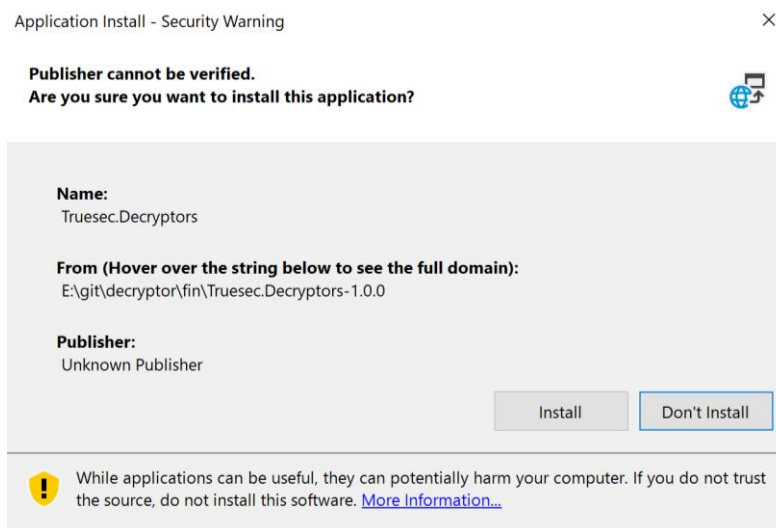 Application Install - Security Warning
Publisher cannot be verified.
Are you sure you want to install this application?
Name:
Truesec.Decryptors
From (Hover over the string below to see the full domain):
E:\git\decryptor\fin\Truesec.Decryptors-1.0.0
Publisher:
Unknown Publisher
Install
Don't Install
While applications can be useful, they can potentially harm your computer. If you do not trust
the source, do not install this software. More Information...